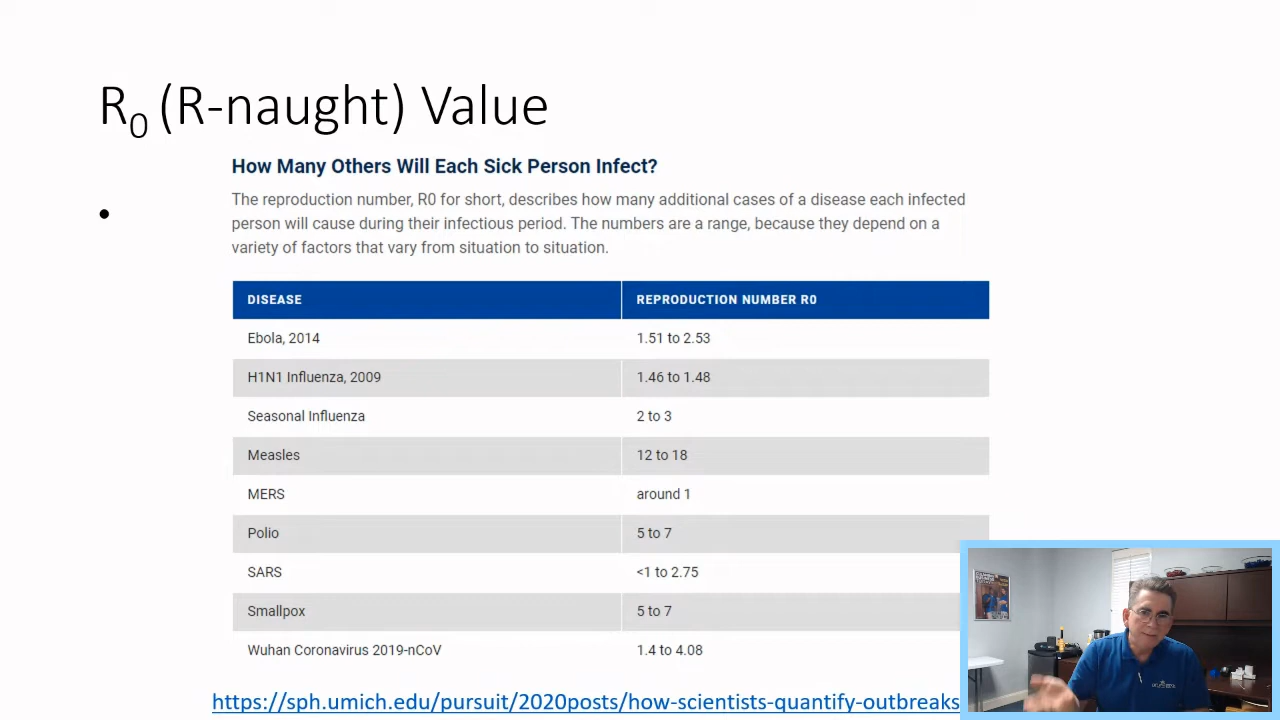 R0 (R-naught) Value
How Many Others Will Each Sick Person Infect?
The reproduction number, R0 for short, describes how many additional cases of a disease each infected
person will cause during their infectious period. The numbers are a range, because they depend on a
variety of factors that vary from situation to situation.
•
DISEASE REPRODUCTION NUMBER R0
Ebola, 2014 1.51 to 2.53
H1N1 Influenza, 2009 1.46 to 1.48
Seasonal Influenza 2 to 3
Measles 12 to 18
MERS around 1
Polio 5 to 7
SARS <1 to 2.75
Smallpox 5 to 7
Wuhan Coronavirus 2019-nCoV 1.4 to 4.08
https://sph.umich.edu/pursuit/2020posts/how-scientists-quantify-outbreaks